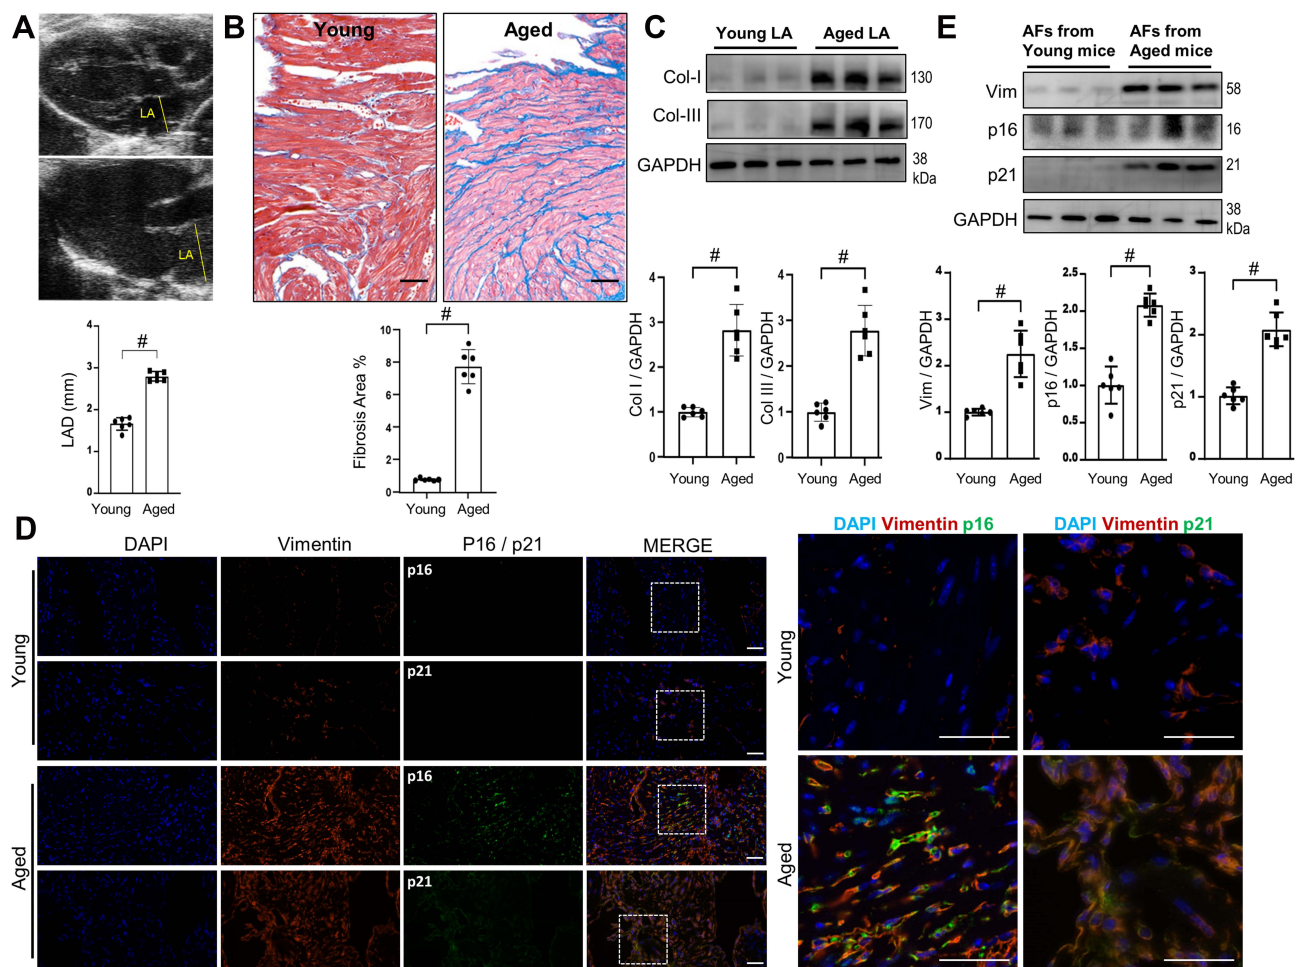 A
LA
LA
LAD (mm)
4
3
2
1
0
Young Aged
#
B
Young
Aged
Fibrosis Area %
10
8
6
4
2
0
Young Aged
#
C
Young LA Aged LA
Col-I 130
Col-III 170
GAPDH 38
kDa
Col I / GAPDH
4
3
2
1
0
Young Aged
#
Col III / GAPDH
4
3
2
1
0
Young Aged
#
E
AFs from
Young mice
AFs from
Aged mice
Vim 58
p16 16
p21 21
GAPDH 38
kDa
Vim / GAPDH
4
3
2
1
0
Young Aged
#
p16 / GAPDH
2.5
2.0
1.5
1.0
0.5
0.0
Young Aged
#
p21 / GAPDH
3
2
1
0
Young Aged
#
D
DAPI Vimentin P16 / p21 MERGE
Young
p16
p21
Aged
p16
p21
DAPI Vimentin p16
DAPI Vimentin p21
Young
Aged